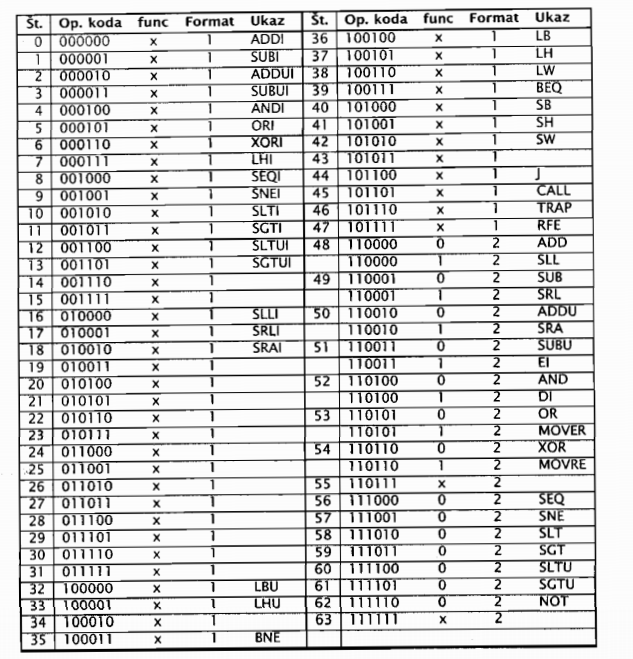 Št. Op. koda func Format Ukaz Št. Op. koda func Format Ukaz
0 000000 x 1 ADDI 36 100100 x 1 LB
1 000001 x 1 SUBI 37 100101 x 1 LH
2 000010 x 1 ADDUI 38 100110 x 1 LW
3 000011 x 1 SUBUI 39 100111 x 1 BEQ
4 000100 x 1 ANDI 40 101000 x 1 SB
5 000101 x 1 ORI 41 101001 x 1 SH
6 000110 x 1 XORI 42 101010 x 1 SW
7 000111 x 1 LHI 43 101011 x 1
8 001000 x 1 SEQI 44 101100 x 1 J
9 001001 x 1 SNEI 45 101101 x 1 CALL
10 001010 x 1 SLTI 46 101110 x 1 TRAP
11 001011 x 1 SGTI 47 101111 x 1 RFE
12 001100 x 1 SLTUI 48 110000 0 2 ADD
13 001101 x 1 SGTUI 110000 1 2 SLL
14 001110 x 1 49 110001 0 2 SUB
15 001111 x 1 110001 1 2 SRL
16 010000 x 1 SLLI 50 110010 0 2 ADDU
17 010001 x 1 SRLI 110010 1 2 SRA
18 010010 x 1 SRAI 51 110011 0 2 SUBU
19 010011 x 1 110011 1 2 EI
20 010100 x 1 52 110100 0 2 AND
21 010101 x 1 110100 1 2 DI
22 010110 x 1 53 110101 0 2 OR
23 010111 x 1 110101 1 2 MOVER
24 011000 x 1 54 110110 0 2 XOR
25 011001 x 1 110110 1 2 MOVRE
26 011010 x 1 55 110111 x 2
27 011011 x 1 56 111000 0 2 SEQ
28 011100 x 1 57 111001 0 2 SNE
29 011101 x 1 58 111010 0 2 SLT
30 011110 x 1 59 111011 0 2 SGT
31 011111 x 1 60 111100 0 2 SLTU
32 100000 x 1 LBU 61 111101 0 2 SGTU
33 100001 x 1 LHU 62 111110 0 2 NOT
34 100010 x 1 63 111111 x 2
35 100011 x 1 BNE